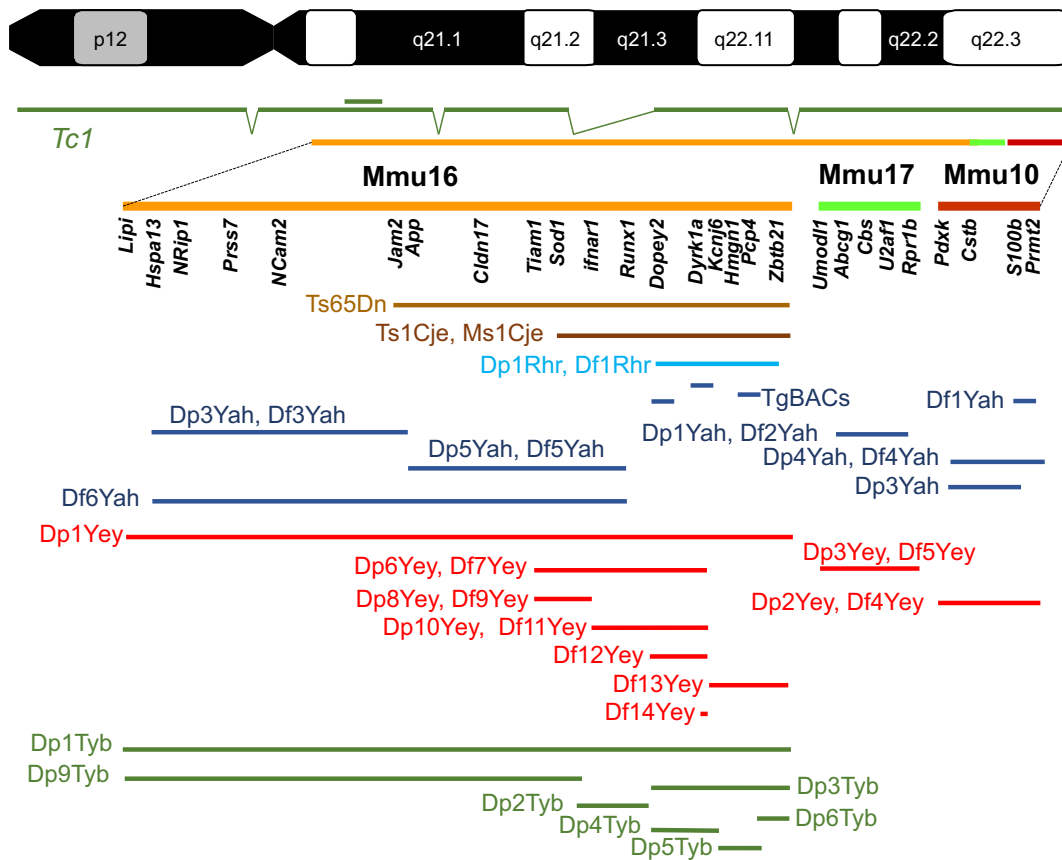 p12 q21.1 q21.2 q21.3 q22.11 q22.2 q22.3
Tc1
Mmu16 Mmu17 Mmu10
Lipi
Hspa13
NRip1
Prss7
NCam2
Jam2
App
Cldn17
Tiam1
Sod1
ifnar1
Runx1
Dopey2
Dyrk1a
Kcnj6
Hmgn1
Pcp4
Zbtb21
Umodl1
Abcg1
Cbs
U2af1
Rpr1b
Pdxk
Cstb
S100b
Prmt2
Ts65Dn
Ts1Cje, Ms1Cje
Dp1Rhr, Df1Rhr
TgBACs
Df1Yah
Dp3Yah, Df3Yah
Dp1Yah, Df2Yah
Dp5Yah, Df5Yah
Dp4Yah, Df4Yah
Dp3Yah
Df6Yah
Dp1Yey
Dp3Yey, Df5Yey
Dp6Yey, Df7Yey
Dp8Yey, Df9Yey
Dp2Yey, Df4Yey
Dp10Yey, Df11Yey
Df12Yey
Df13Yey
Df14Yey
Dp1Tyb
Dp9Tyb
Dp3Tyb
Dp2Tyb
Dp6Tyb
Dp4Tyb
Dp5Tyb